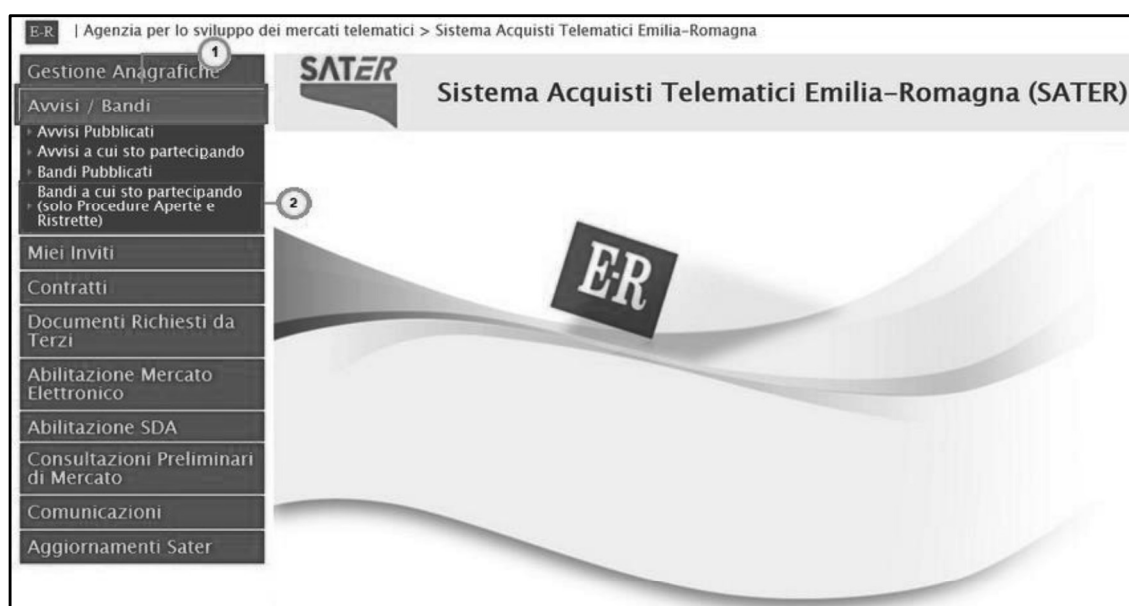 E-R | Agenzia per lo sviluppo dei mercati telematici > Sistema Acquisti Telematici Emilia-Romagna
1
Gestione Anagrafiche
SATER
Sistema Acquisti Telematici Emilia-Romagna (SATER)
Avvisi / Bandi
Avvisi Pubblicati
Avvisi a cui sto partecipando
Bandi Pubblicati
Bandi a cui sto partecipando
(solo Procedure Aperte e
Ristrette)
2
Miei Inviti
Contratti
Documenti Richiesti da
Terzi
Abilitazione Mercato
Elettronico
Abilitazione SDA
Consultazioni Preliminari
di Mercato
Comunicazioni
Aggiornamenti Sater
E-R